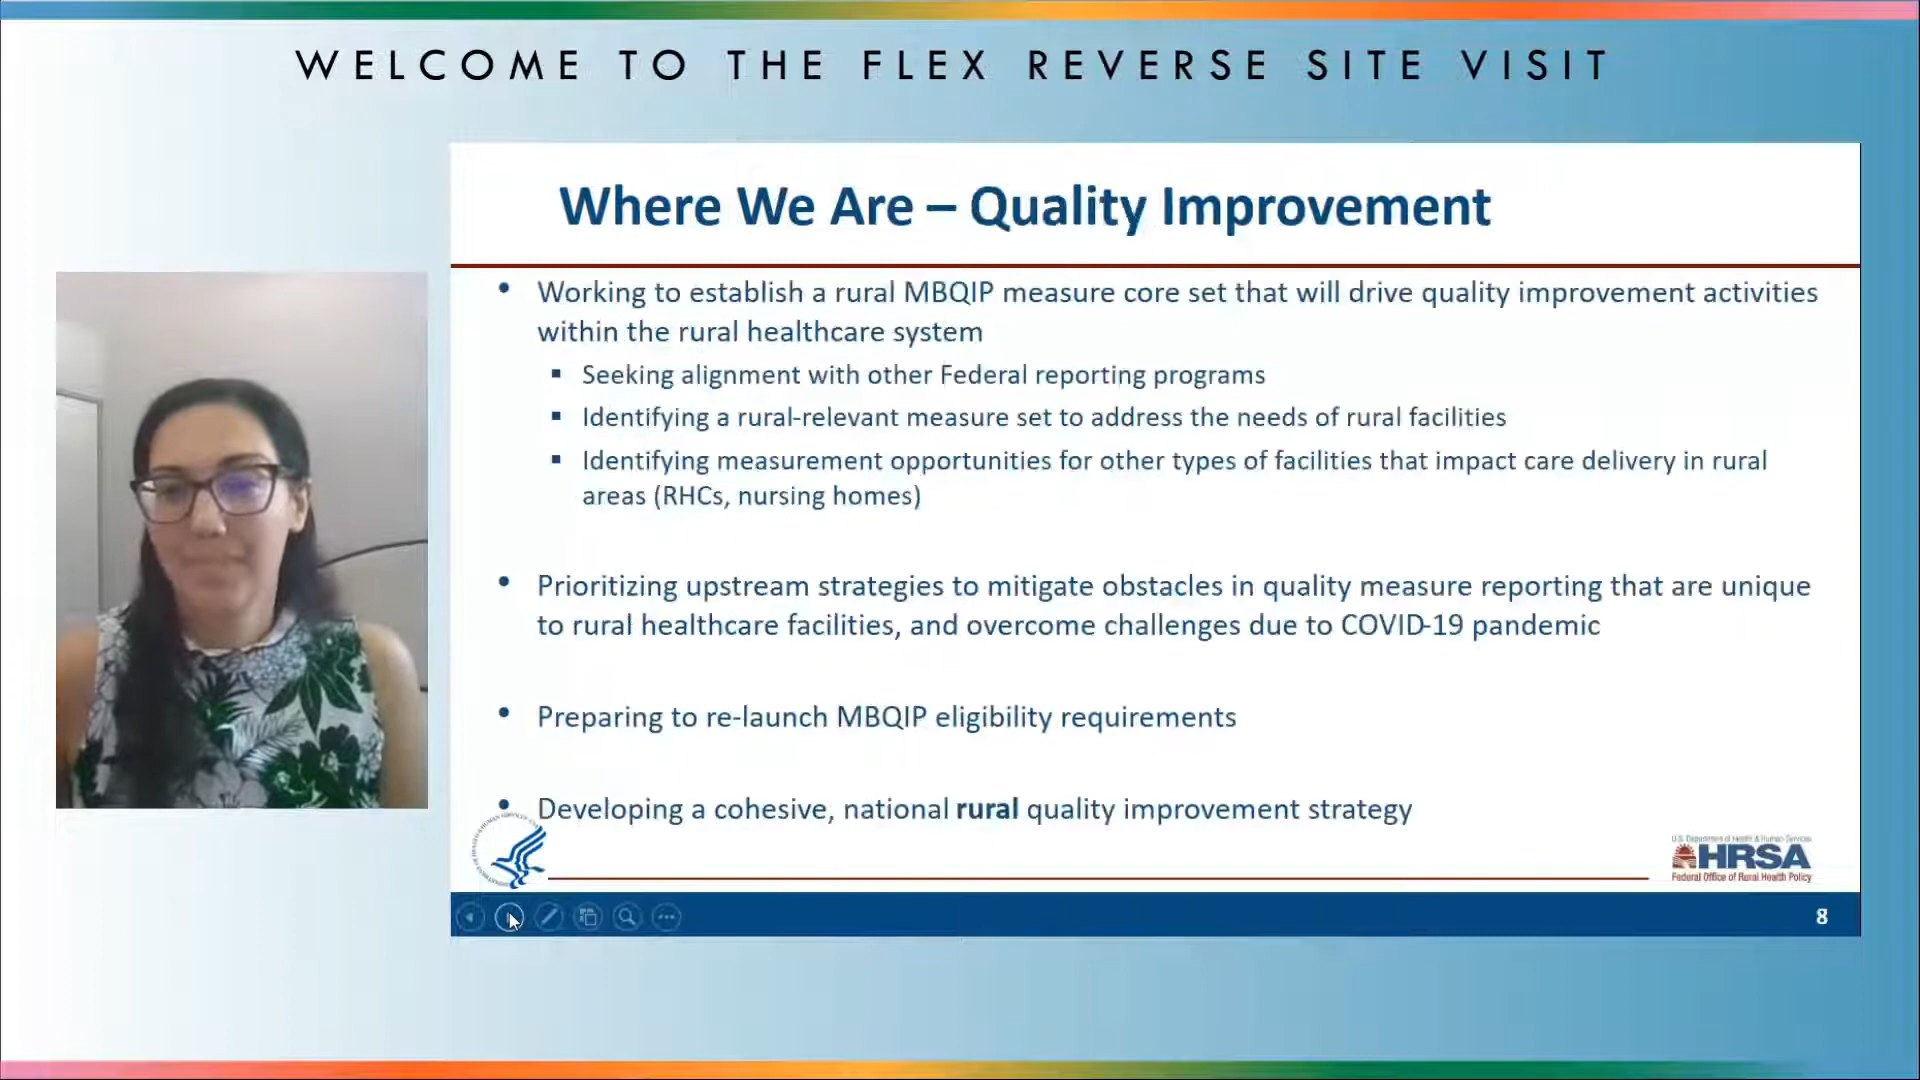 WELCOME TO THE FLEX REVERSE SITE VISIT
Where We Are – Quality Improvement
• Working to establish a rural MBQIP measure core set that will drive quality improvement activities
within the rural healthcare system
▪ Seeking alignment with other Federal reporting programs
▪ Identifying a rural-relevant measure set to address the needs of rural facilities
▪ Identifying measurement opportunities for other types of facilities that impact care delivery in rural
areas (RHCs, nursing homes)
• Prioritizing upstream strategies to mitigate obstacles in quality measure reporting that are unique
to rural healthcare facilities, and overcome challenges due to COVID-19 pandemic
• Preparing to re-launch MBQIP eligibility requirements
• Developing a cohesive, national rural quality improvement strategy
U.S. Department of Health & Human Services
HRSA
Federal Office of Rural Health Policy
8